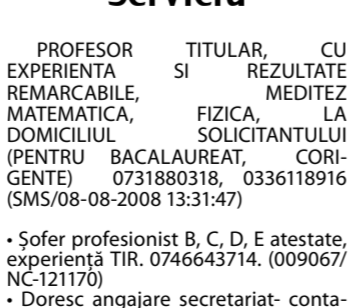 Serviciu
PROFESOR TITULAR, CU
EXPERIENTA SI REZULTATE
REMARCABILE, MEDITEZ
MATEMATICA, FIZICA, LA
DOMICILIUL SOLICITANTULUI
(PENTRU BACALAUREAT, CORI-
GENTE) 0731880318, 0336118916
(SMS/08-08-2008 13:31:47)
• Şofer profesionist B, C, D, E atestate,
experienţă TIR. 0746643714. (009067/
NC-121170)
• Doresc angajare secretariat- conta-